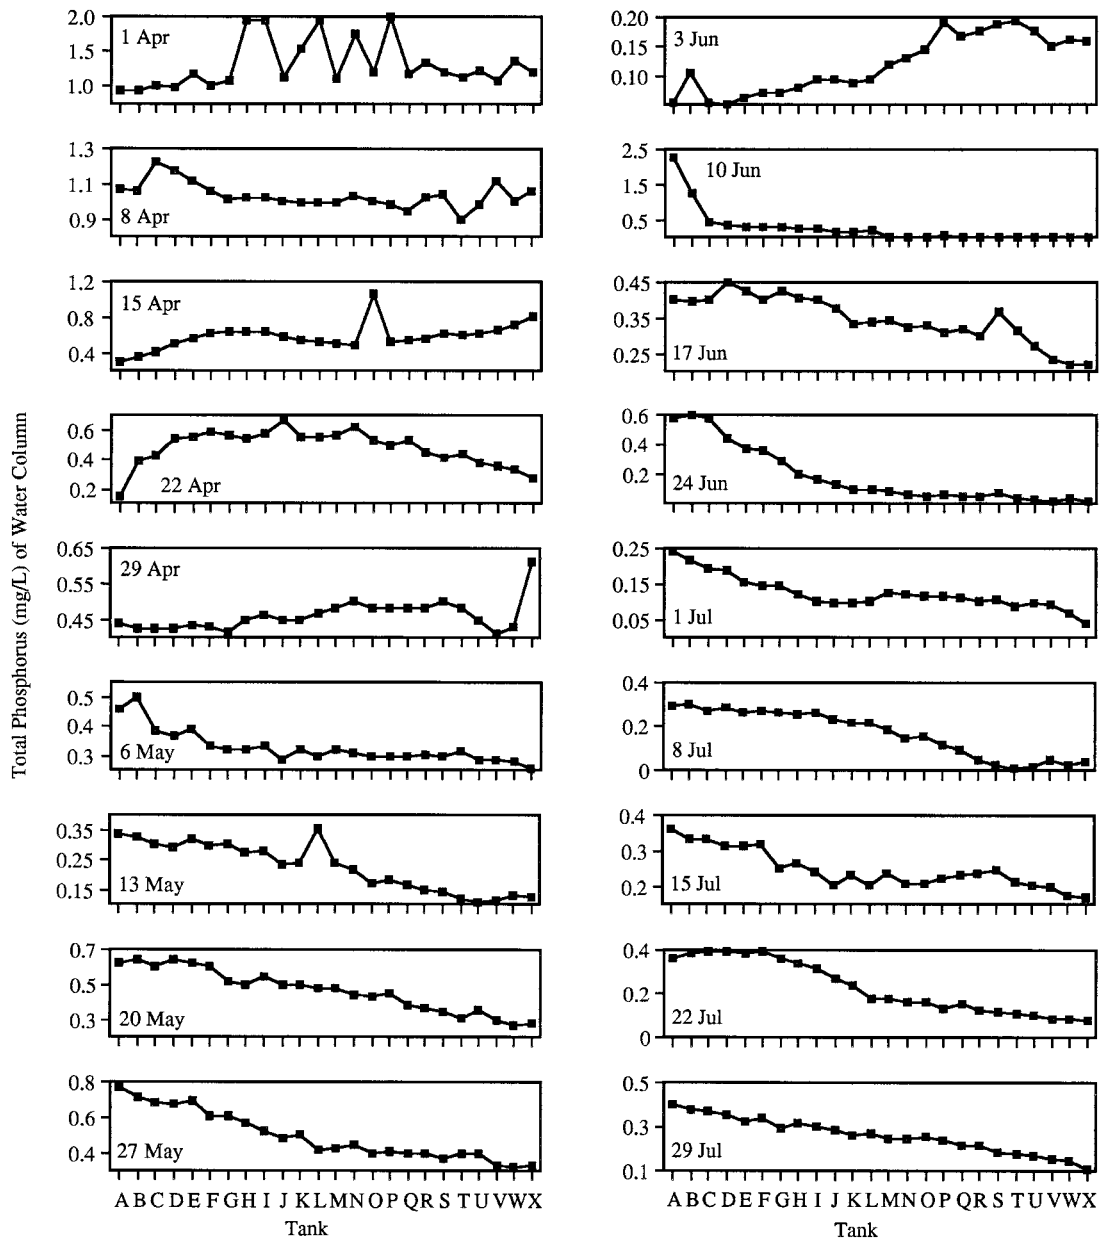 Total Phosphorus (mg/L) of Water Column
2.0
1.5
1.0
1 Apr
1.3
1.1
0.9
8 Apr
1.2
0.8
0.4
15 Apr
0.6
0.4
0.2
22 Apr
0.65
0.55
0.45
29 Apr
0.5
0.4
0.3
6 May
0.35
0.25
0.15
13 May
0.7
0.5
0.3
20 May
0.8
0.6
0.4
27 May
A B C D E F G H I J K L M N O P Q R S T U V W X
Tank
0.20
0.15
0.10
3 Jun
2.5
1.5
0.5
10 Jun
0.45
0.35
0.25
17 Jun
0.6
0.4
0.2
24 Jun
0.25
0.15
0.05
1 Jul
0.4
0.2
0
8 Jul
0.4
0.3
0.2
15 Jul
0.4
0.2
0
22 Jul
0.5
0.3
0.1
29 Jul
A B C D E F G H I J K L M N O P Q R S T U V W X
Tank